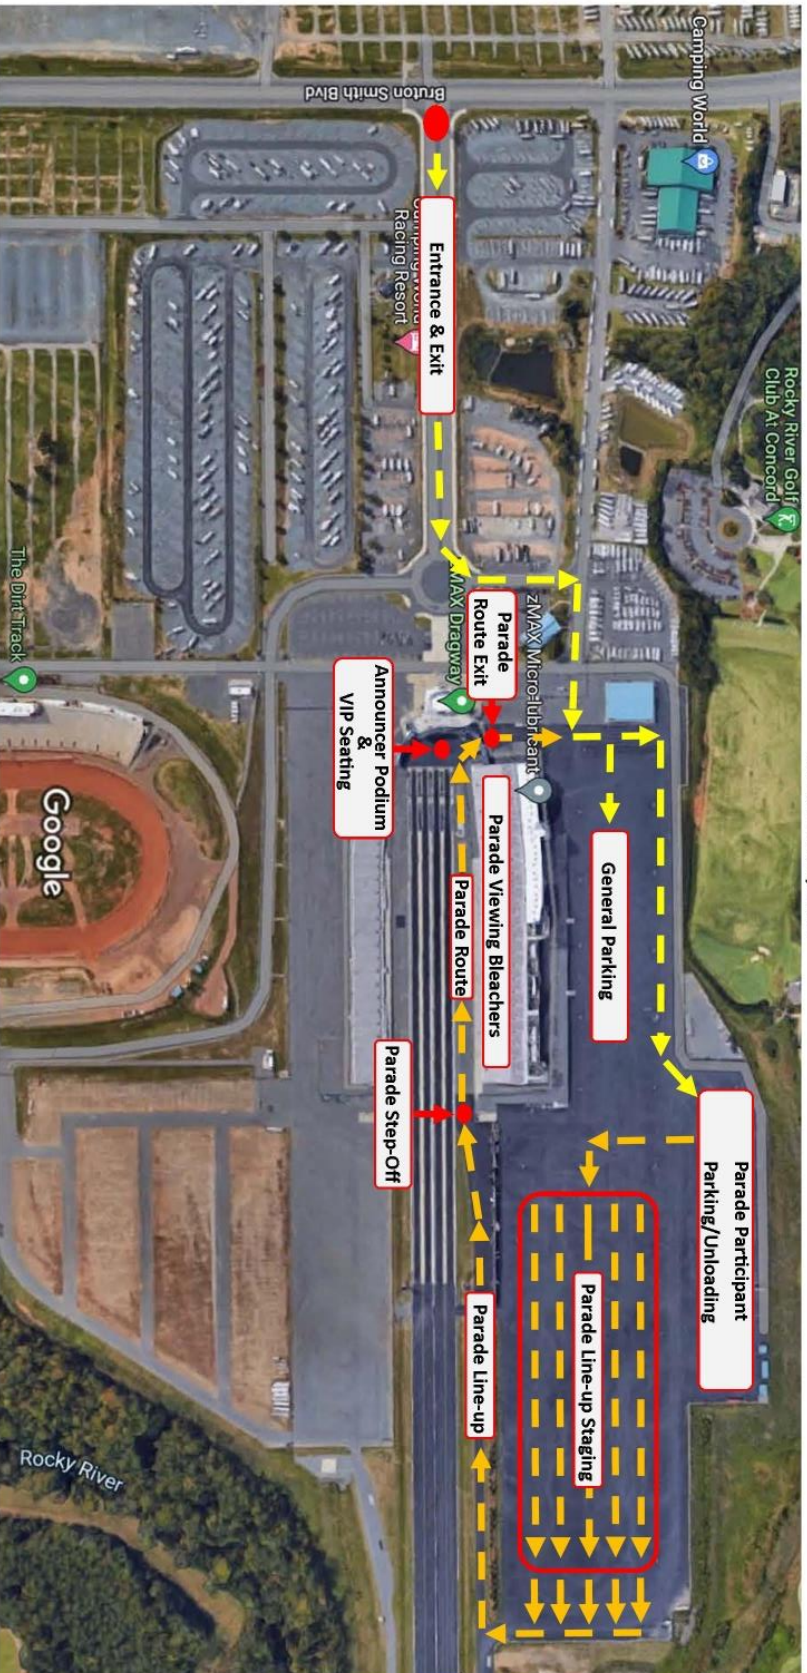 Bruton Smith Blvd
Camping World
Entrance & Exit
Racing Resort
Rocky River Golf
Club At Concord
The Dirt Track
zMAX Micro-lubricant
MAX Dragway
Parade
Route Exit
Announcer Podium
&
VIP Seating
Google
Parade Viewing Bleachers
Parade Route
General Parking
Parade Step-Off
Parade Participant
Parking/Unloading
Parade Line-up Staging
Parade Line-up
Rocky River